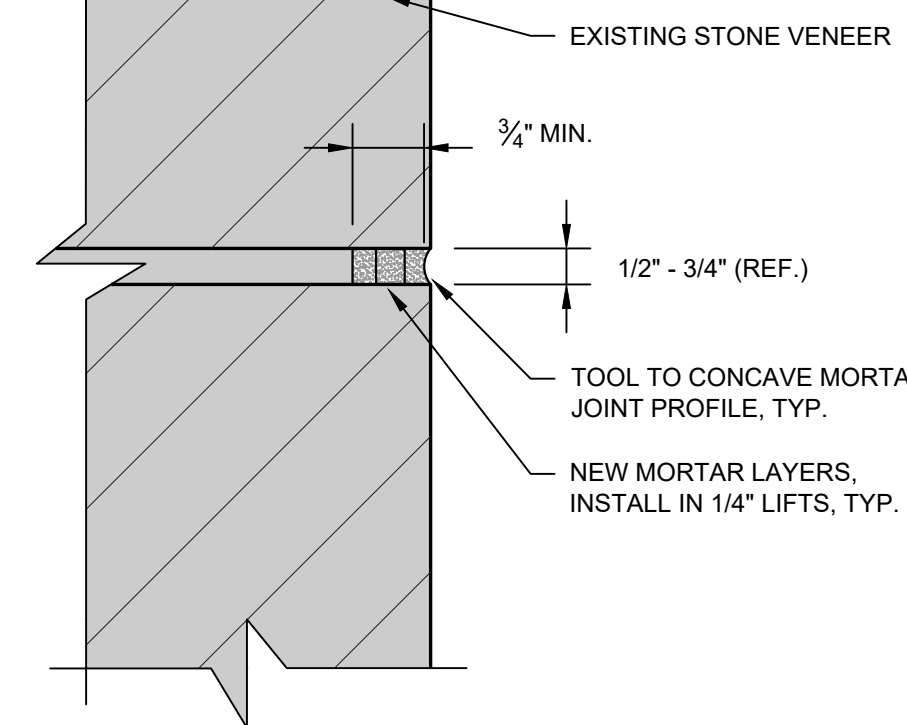 EXISTING STONE VENEER
¾" MIN.
1/2" - 3/4" (REF.)
TOOL TO CONCAVE
JOINT PROFILE, TYP.
NEW MORTAR LAYERS,
INSTALL IN 1/4" LIFTS, TYP.